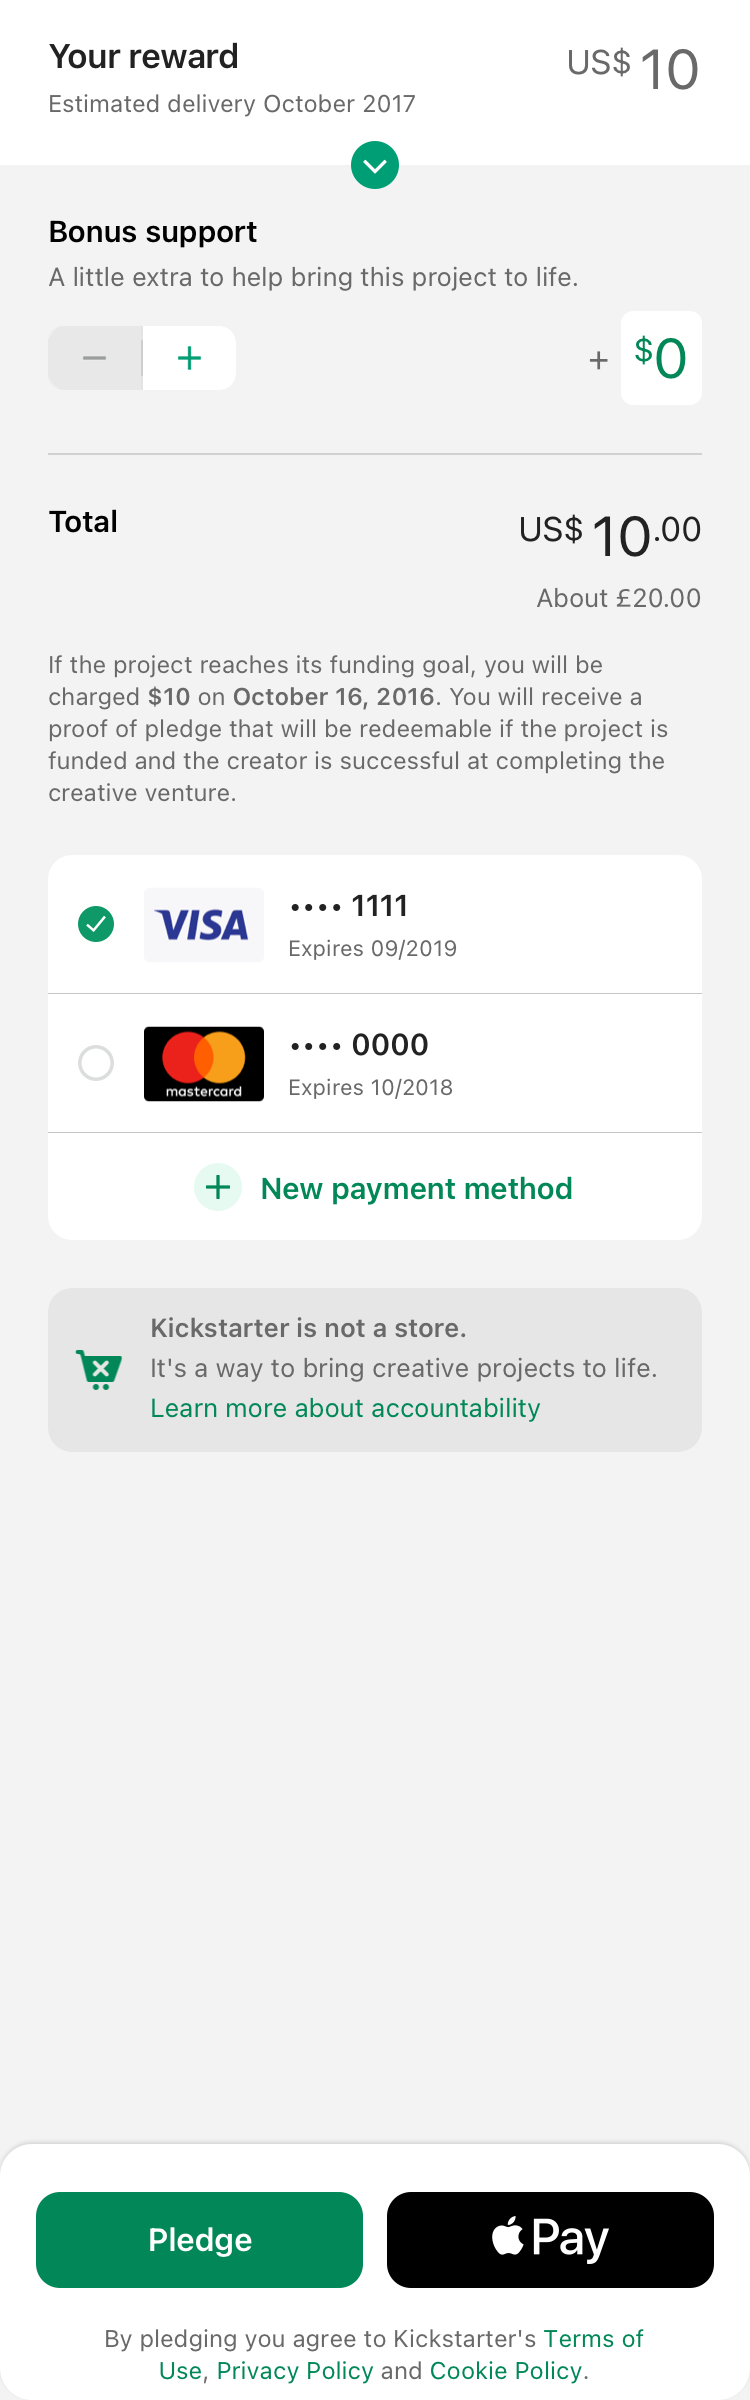 Your reward
US$ 10
Estimated delivery October 2017
Bonus support
A little extra to help bring this project to life.
− +
+ $0
Total
US$ 10.00
About £20.00
If the project reaches its funding goal, you will be
charged $10 on October 16, 2016. You will receive a
proof of pledge that will be redeemable if the project is
funded and the creator is successful at completing the
creative venture.
VISA
•••• 1111
Expires 09/2019
mastercard
•••• 0000
Expires 10/2018
+ New payment method
Kickstarter is not a store.
It's a way to bring creative projects to life.
Learn more about accountability
Pledge
Pay
By pledging you agree to Kickstarter's Terms of
Use, Privacy Policy and Cookie Policy.